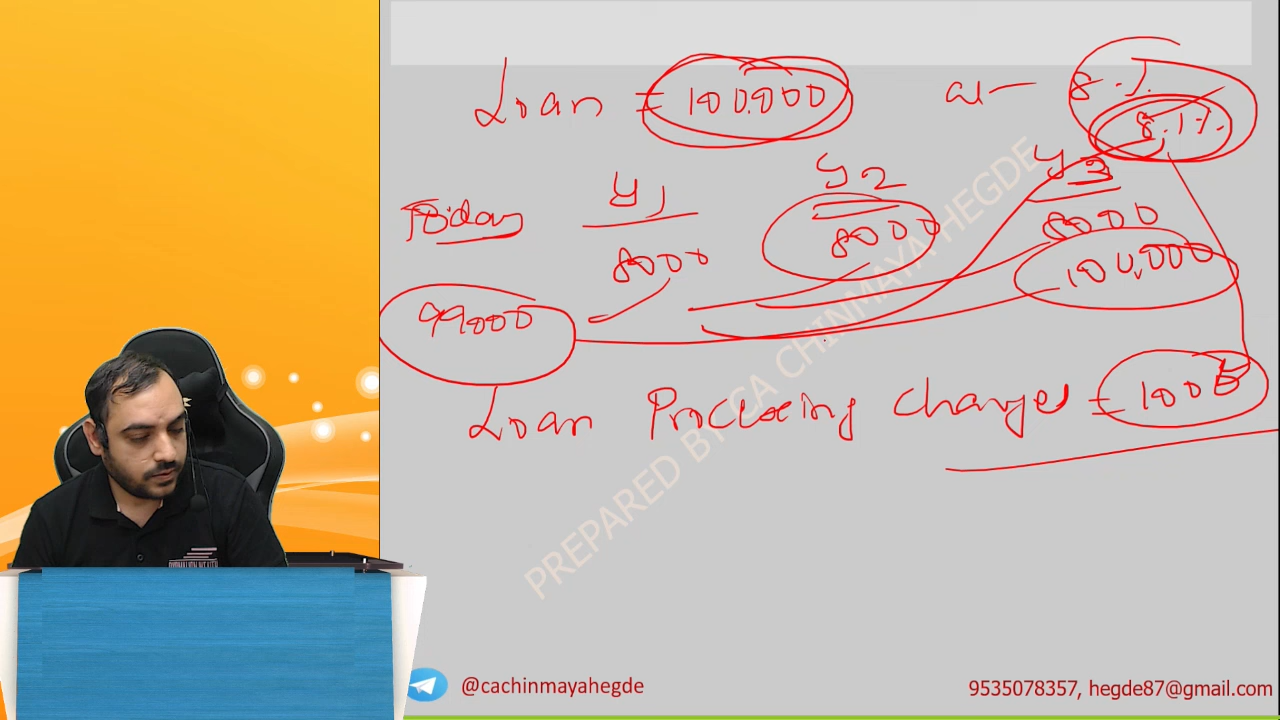 Loan = 100,000 at 8%
8.1%
Today Y1 Y2 Y3
8000 8000 8000
100,000
99000
Loan Processing charges = 1000
PREPARED BY CA CHINMAYA HEGDE
@cachinmayahegde
9535078357, hegde87@gmail.com